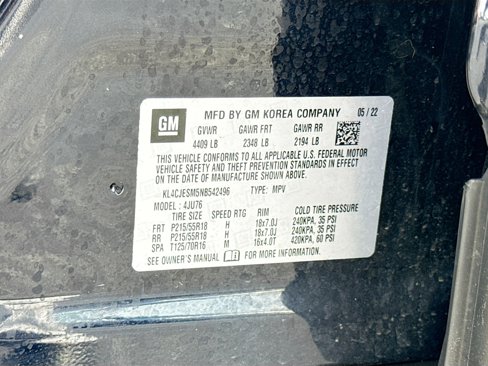 GM
MFD BY GM KOREA COMPANY 05 / 22
GVWR GAWR FRT GAWR RR
4409 LB 2348 LB 2194 LB
THIS VEHICLE CONFORMS TO ALL APPLICABLE U.S. FEDERAL MOTOR
VEHICLE SAFETY AND THEFT PREVENTION STANDARDS IN EFFECT
ON THE DATE OF MANUFACTURE SHOWN ABOVE.
KL4CJESM5NB542496 TYPE: MPV
MODEL: 4JU76
TIRE SIZE SPEED RTG RIM COLD TIRE PRESSURE
FRT P215/55R18 H 18x7.0J 240KPA, 35 PSI
RR P215/55R18 H 18x7.0J 240KPA, 35 PSI
SPA T125/70R16 M 16x4.0T 420KPA, 60 PSI
SEE OWNER'S MANUAL FOR MORE INFORMATION.